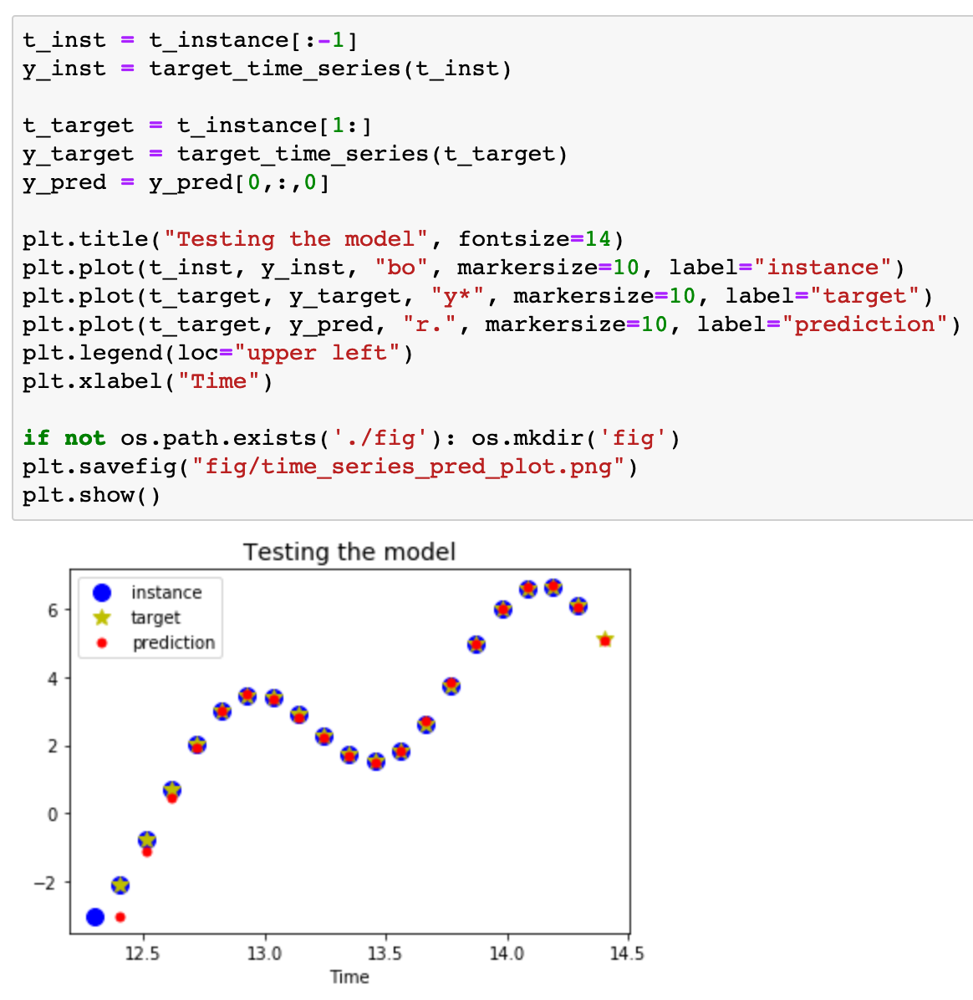 t_inst = t_instance[:-1]
y_inst = target_time_series(t_inst)
t_target = t_instance[1:]
y_target = target_time_series(t_target)
y_pred = y_pred[0,:,0]
plt.title("Testing the model", fontsize=14)
plt.plot(t_inst, y_inst, "bo", markersize=10, label="instance")
plt.plot(t_target, y_target, "y*", markersize=10, label="target")
plt.plot(t_target, y_pred, "r.", markersize=10, label="prediction")
plt.legend(loc="upper left")
plt.xlabel("Time")
if not os.path.exists('./fig'): os.mkdir('fig')
plt.savefig("fig/time_series_pred_plot.png")
plt.show()
Testing the model
instance
target
prediction
6
4
2
0
−2
12.5 13.0 13.5 14.0 14.5
Time